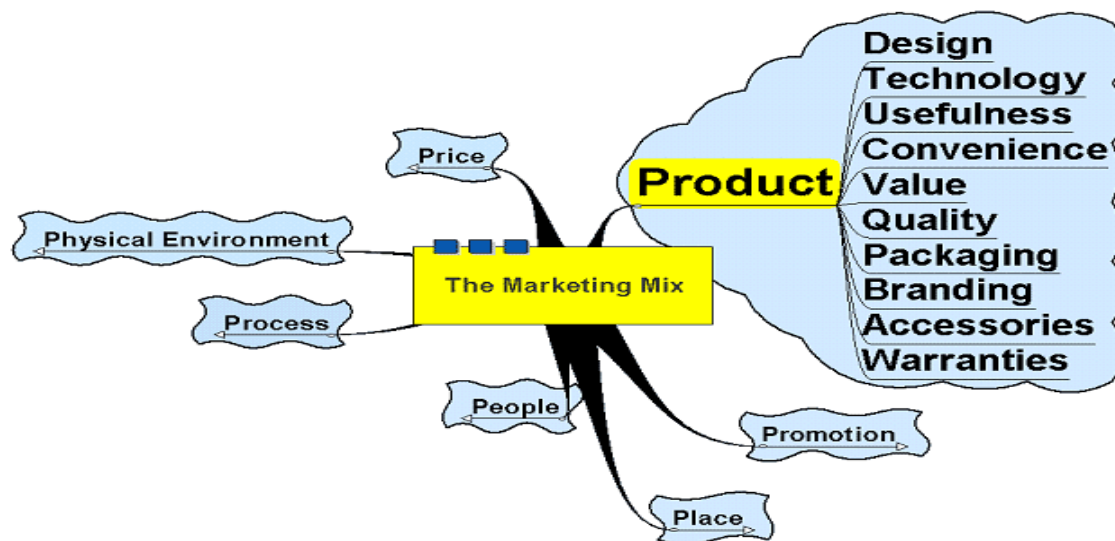 Design
Technology
Usefulness
Convenience
Value
Quality
Packaging
Branding
Accessories
Warranties
Product
Price
Physical Environment
The Marketing Mix
Process
People
Promotion
Place